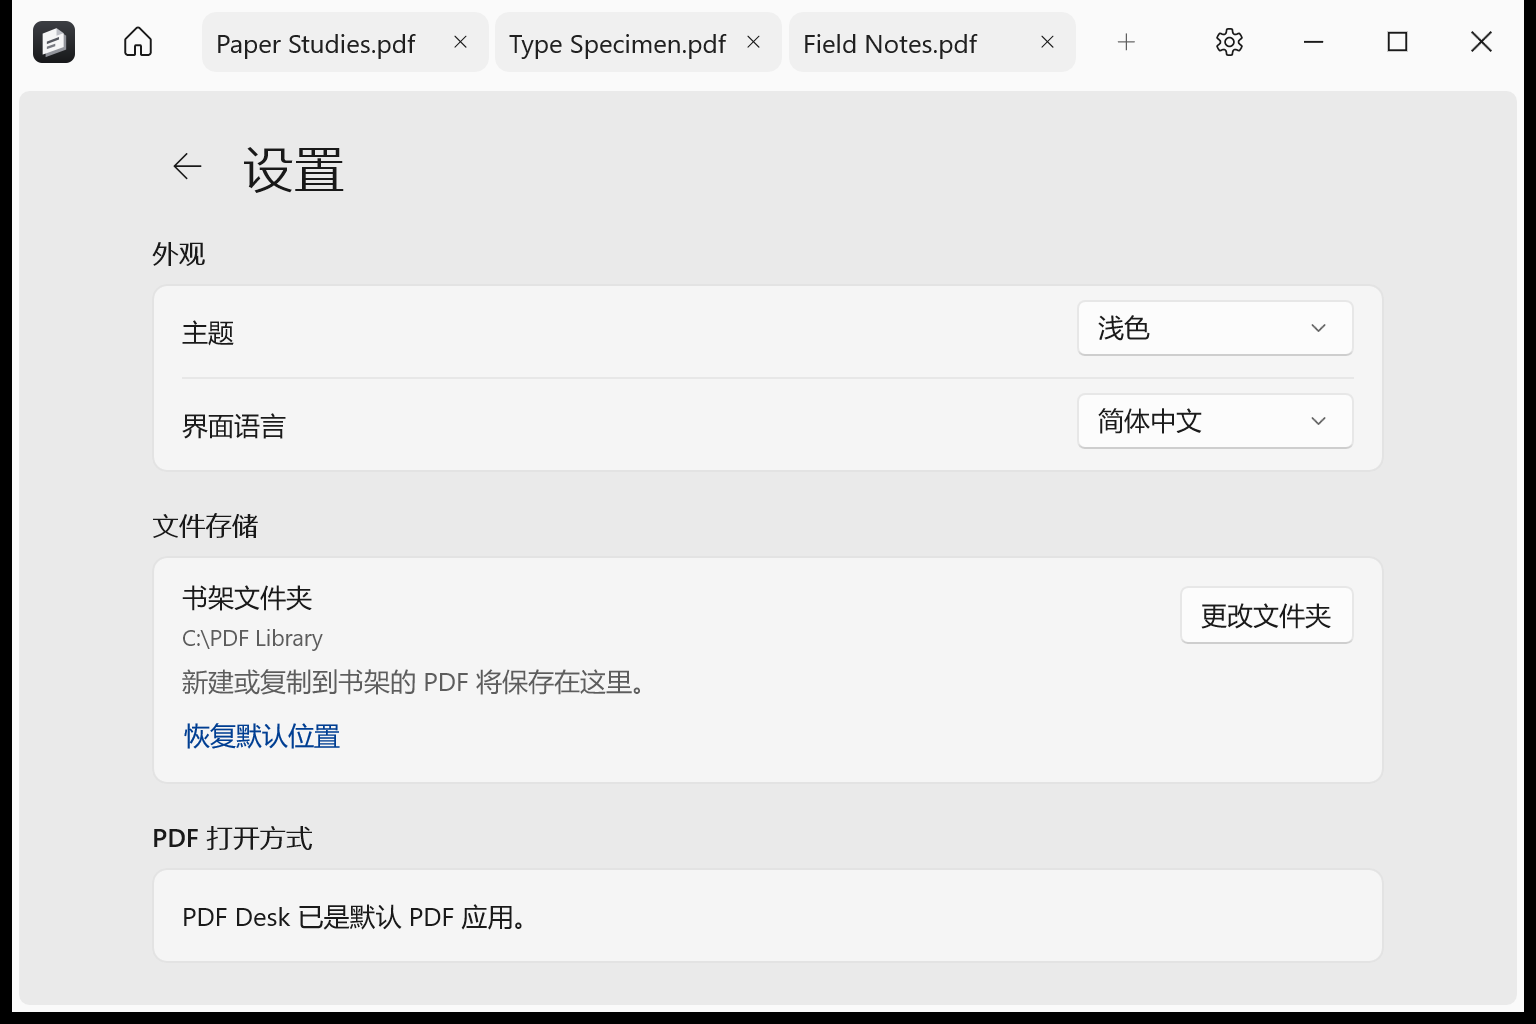 Paper Studies.pdf
Type Specimen.pdf
Field Notes.pdf
设置
外观
主题
浅色
界面语言
简体中文
文件存储
书架文件夹
更改文件夹
C:\PDF Library
新建或复制到书架的 PDF 将保存在这里。
恢复默认位置
PDF 打开方式
PDF Desk 已是默认 PDF 应用。